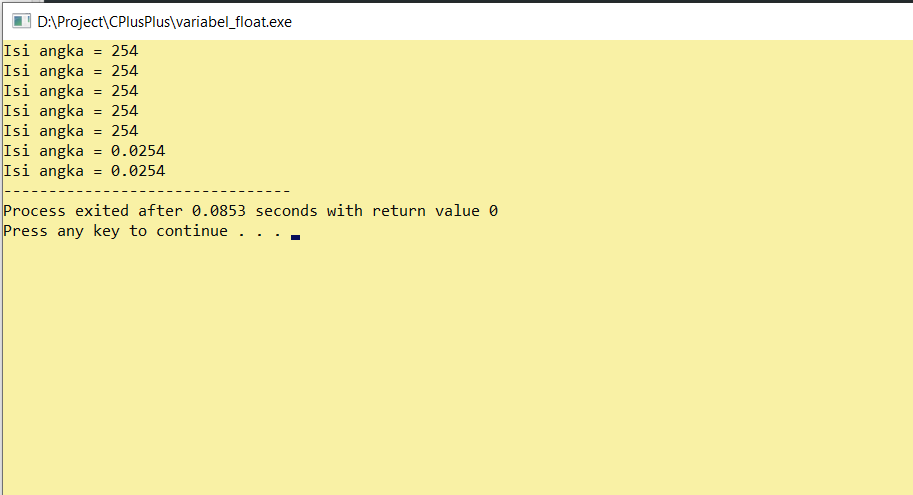 D:\Project\CPlusPlus\variabel_float.exe
Isi angka = 254
Isi angka = 254
Isi angka = 254
Isi angka = 254
Isi angka = 254
Isi angka = 0.0254
Isi angka = 0.0254
--------------------------------
Process exited after 0.0853 seconds with return value 0
Press any key to continue . . .